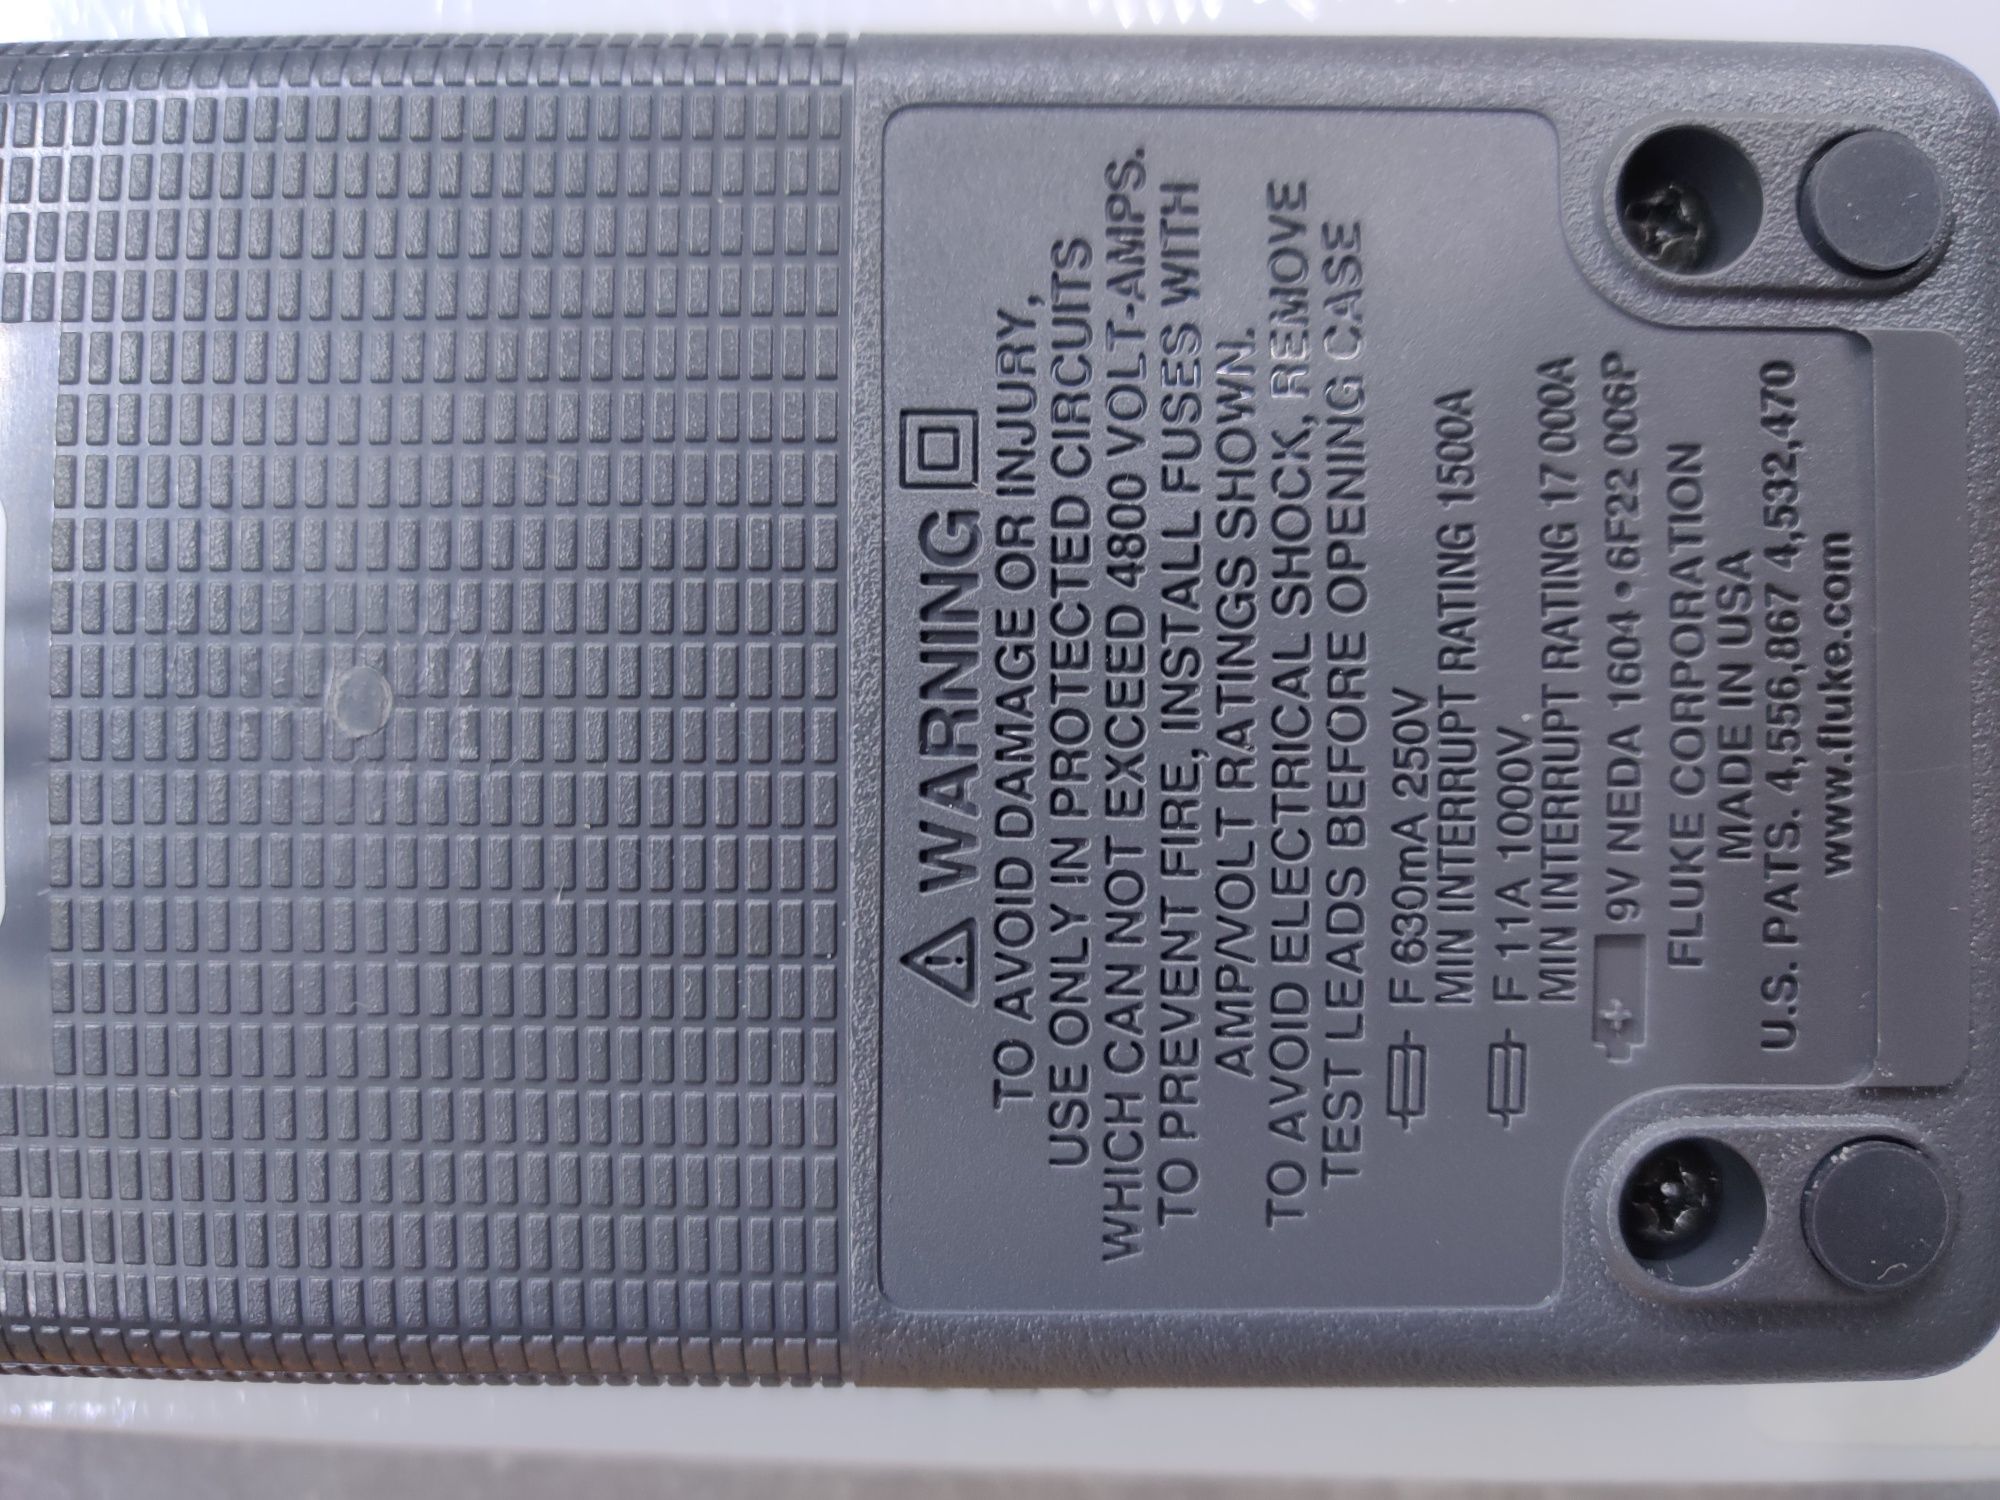 WARNING
TO AVOID DAMAGE OR INJURY,
USE ONLY IN PROTECTED CIRCUITS
WHICH CAN NOT EXCEED 4800 VOLT-AMPS.
TO PREVENT FIRE, INSTALL FUSES WITH
AMP/VOLT RATINGS SHOWN.
TO AVOID ELECTRICAL SHOCK, REMOVE
TEST LEADS BEFORE OPENING CASE
F 630mA 250V
MIN INTERRUPT RATING 1500A
F 11A 1000V
MIN INTERRUPT RATING 17 000A
9V NEDA 1604 • 6F22 006P
FLUKE CORPORATION
MADE IN USA
U.S. PATS. 4,556,867 4,532,470
www.fluke.com